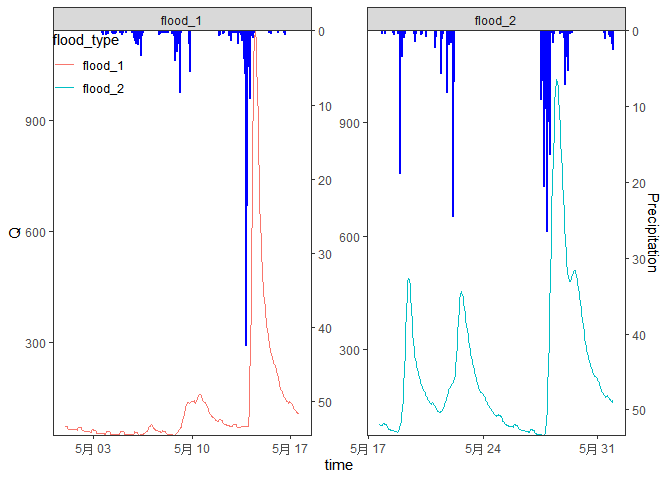 flood_1
flood_2
flood_type
flood_1
flood_2
Q
900
600
300
0
10
20
30
40
50
900
600
300
0
10
20
30
40
50
Precipitation
5月 03
5月 10
5月 17
5月 17
5月 24
5月 31
time